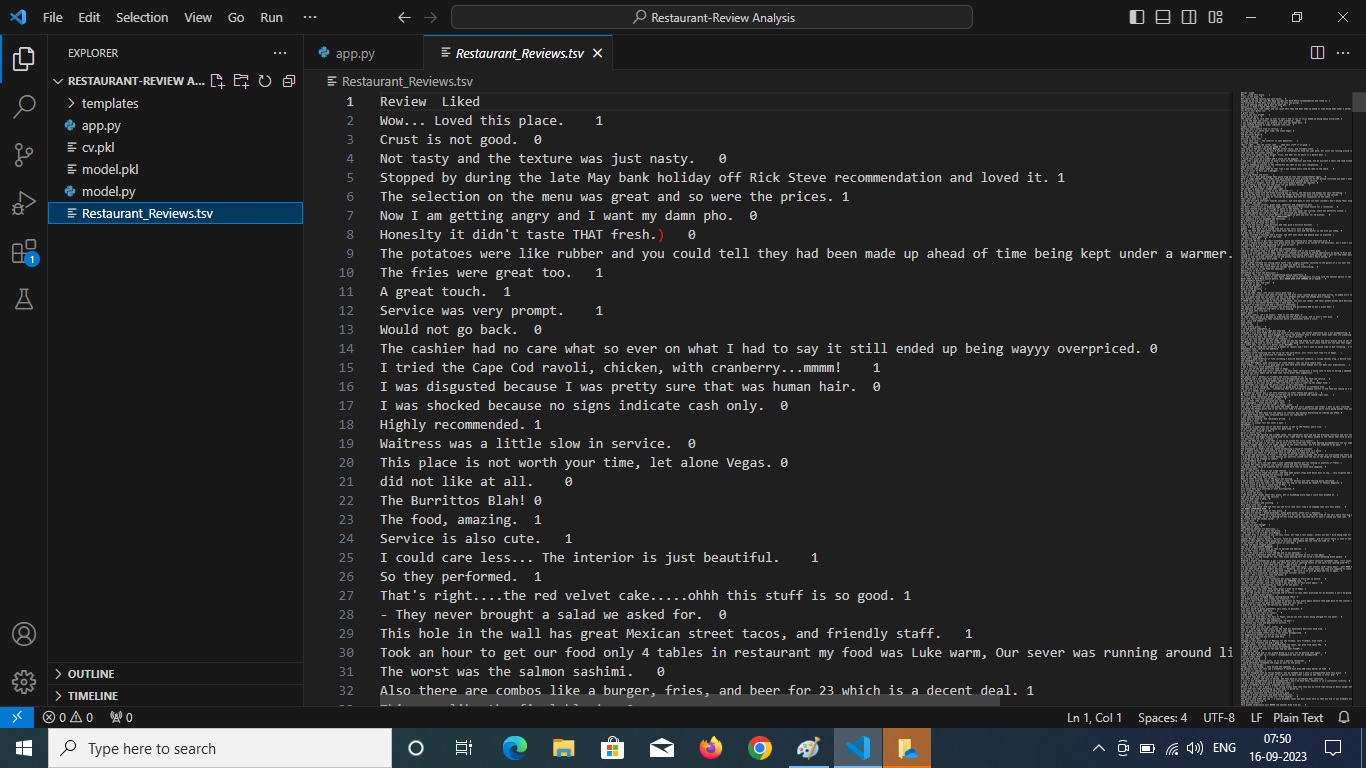 File Edit Selection View Go Run ···
Restaurant-Review Analysis
EXPLORER
RESTAURANT-REVIEW A...
templates
app.py
cv.pkl
model.pkl
model.py
Restaurant_Reviews.tsv
1
OUTLINE
TIMELINE
app.py Restaurant_Reviews.tsv
Restaurant_Reviews.tsv
1 Review Liked
2 Wow... Loved this place. 1
3 Crust is not good. 0
4 Not tasty and the texture was just nasty. 0
5 Stopped by during the late May bank holiday off Rick Steve recommendation and loved it. 1
6 The selection on the menu was great and so were the prices. 1
7 Now I am getting angry and I want my damn pho. 0
8 Honeslty it didn't taste THAT fresh.) 0
9 The potatoes were like rubber and you could tell they had been made up ahead of time being kept under a warmer.
10 The fries were great too. 1
11 A great touch. 1
12 Service was very prompt. 1
13 Would not go back. 0
14 The cashier had no care what so ever on what I had to say it still ended up being wayyy overpriced. 0
15 I tried the Cape Cod ravoli, chicken, with cranberry...mmmm! 1
16 I was disgusted because I was pretty sure that was human hair. 0
17 I was shocked because no signs indicate cash only. 0
18 Highly recommended. 1
19 Waitress was a little slow in service. 0
20 This place is not worth your time, let alone Vegas. 0
21 did not like at all. 0
22 The Burrittos Blah! 0
23 The food, amazing. 1
24 Service is also cute. 1
25 I could care less... The interior is just beautiful. 1
26 So they performed. 1
27 That's right....the red velvet cake.....ohhh this stuff is so good. 1
28 - They never brought a salad we asked for. 0
29 This hole in the wall has great Mexican street tacos, and friendly staff. 1
30 Took an hour to get our food only 4 tables in restaurant my food was Luke warm, Our sever was running around li
31 The worst was the salmon sashimi. 0
32 Also there are combos like a burger, fries, and beer for 23 which is a decent deal. 1
0 0 0 Ln 1, Col 1 Spaces: 4 UTF-8 LF Plain Text
Type here to search ENG 07:50
16-09-2023